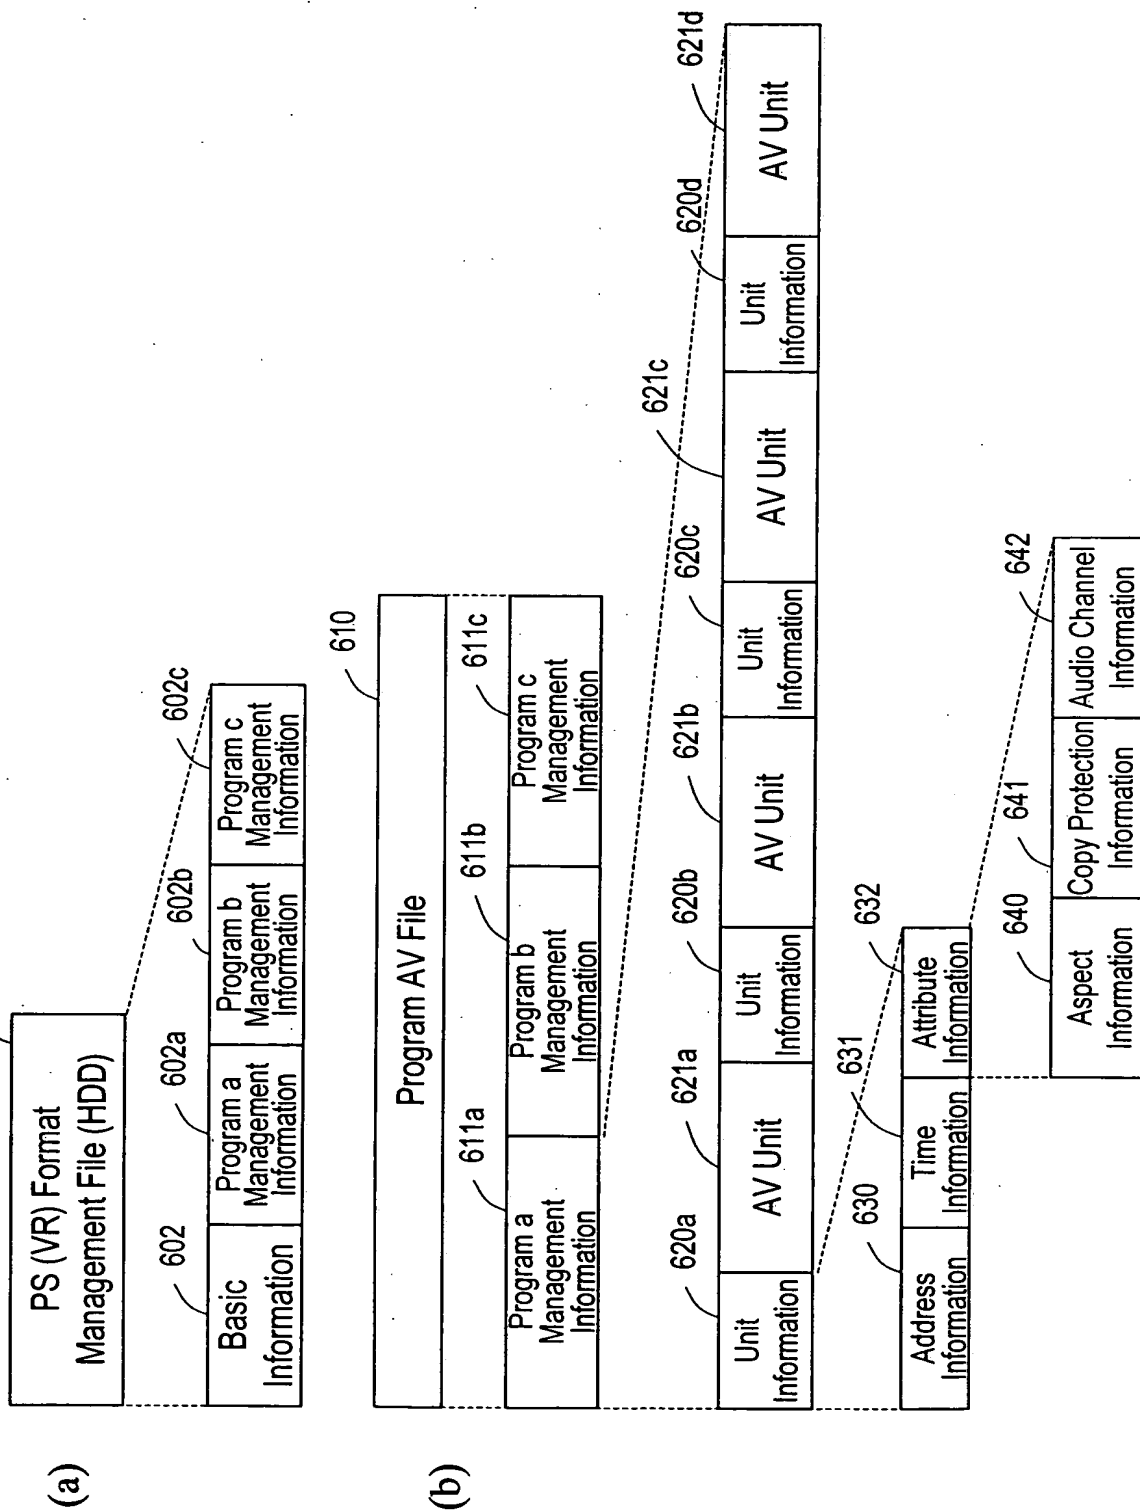 (a)
PS (VR) Format
Management File (HDD)
602
602a
602b
602c
Basic
Information
Program a
Management
Information
Program b
Management
Information
Program c
Management
Information
(b)
610
Program AV File
611a
611b
611c
Program a
Management
Information
Program b
Management
Information
Program c
Management
Information
620a
621a
620b
621b
620c
621c
620d
621d
Unit
Information
AV Unit
Unit
Information
AV Unit
Unit
Information
AV Unit
Unit
Information
AV Unit
630
631
632
Address
Information
Time
Information
Attribute
Information
640
641
642
Aspect
Information
Copy Protection
Information
Audio Channel
Information